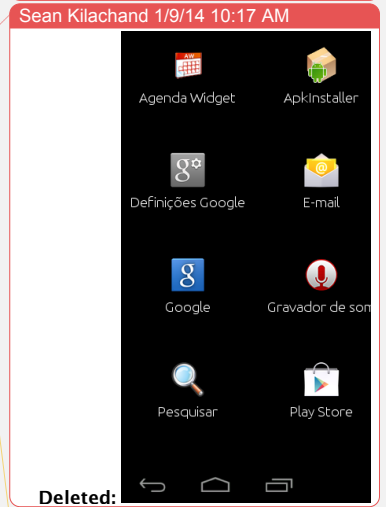 Sean Kilachand 1/9/14 10:17 AM
AW
Agenda Widget
ApkInstaller
g
@
Definições Google
E-mail
g
Google
Gravador de som
Pesquisar
Play Store
Deleted: